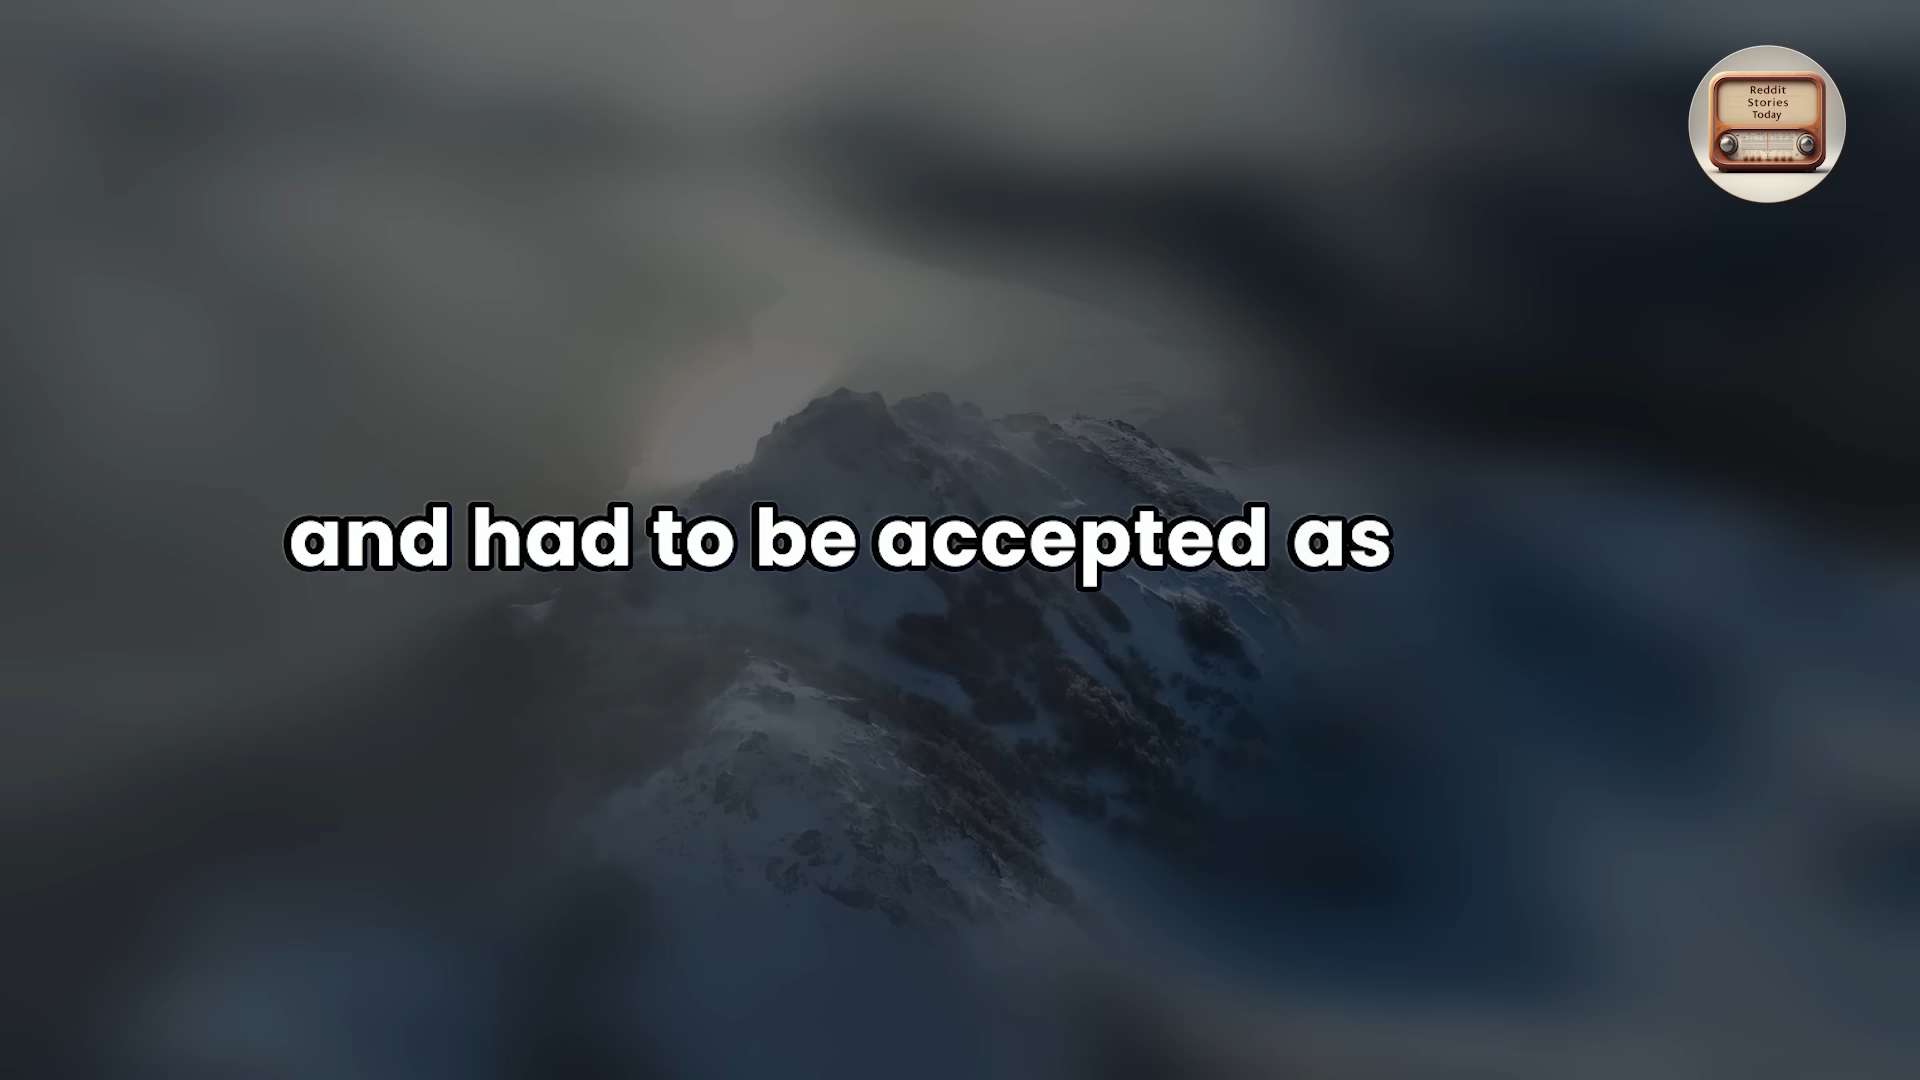 Reddit
Stories
Today
and had to be accepted as